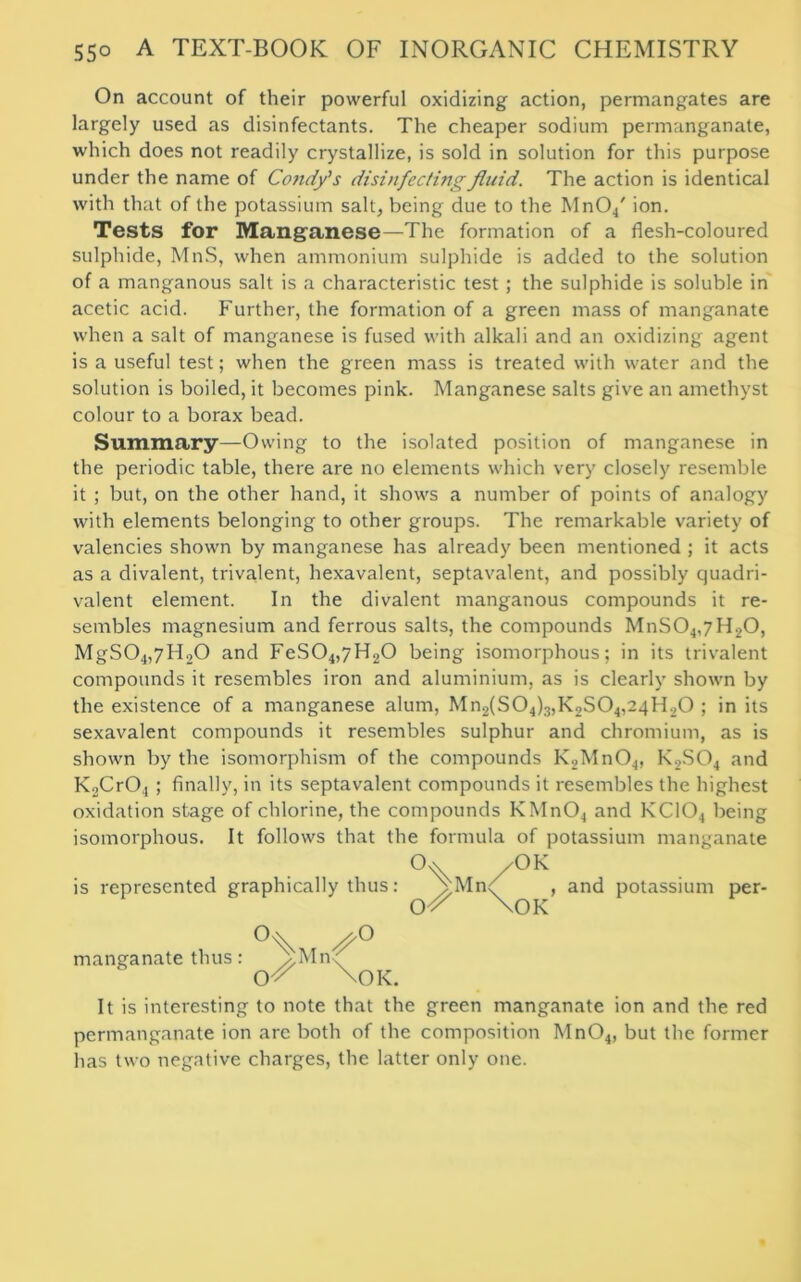 550 A TEXT-BOOK OF INORGANIC CHEMISTRY
On account of their powerful oxidizing action, permangates are
largely used as disinfectants. The cheaper sodium permanganate,
which does not readily crystallize, is sold in solution for this purpose
under the name of Condy's disinfecting fluid. The action is identical
with that of the potassium salt, being due to the MnO₄′ ion.
Tests for Manganese—The formation of a flesh-coloured
sulphide, MnS, when ammonium sulphide is added to the solution
of a manganous salt is a characteristic test ; the sulphide is soluble in
acetic acid. Further, the formation of a green mass of manganate
when a salt of manganese is fused with alkali and an oxidizing agent
is a useful test; when the green mass is treated with water and the
solution is boiled, it becomes pink. Manganese salts give an amethyst
colour to a borax bead.
Summary—Owing to the isolated position of manganese in
the periodic table, there are no elements which very closely resemble
it ; but, on the other hand, it shows a number of points of analogy
with elements belonging to other groups. The remarkable variety of
valencies shown by manganese has already been mentioned ; it acts
as a divalent, trivalent, hexavalent, septavalent, and possibly quadri-
valent element. In the divalent manganous compounds it re-
sembles magnesium and ferrous salts, the compounds MnSO₄,7H₂O,
MgSO₄,7H₂O and FeSO₄,7H₂O being isomorphous; in its trivalent
compounds it resembles iron and aluminium, as is clearly shown by
the existence of a manganese alum, Mn₂(SO₄)₃,K₂SO₄,24H₂O ; in its
sexavalent compounds it resembles sulphur and chromium, as is
shown by the isomorphism of the compounds K₂MnO₄, K₂SO₄ and
K₂CrO₄ ; finally, in its septavalent compounds it resembles the highest
oxidation stage of chlorine, the compounds KMnO₄ and KClO₄ being
isomorphous. It follows that the formula of potassium manganate
O OK
is represented graphically thus: Mn , and potassium per-
O OK
O O
manganate thus : Mn
O OK.
It is interesting to note that the green manganate ion and the red
permanganate ion are both of the composition MnO₄, but the former
has two negative charges, the latter only one.